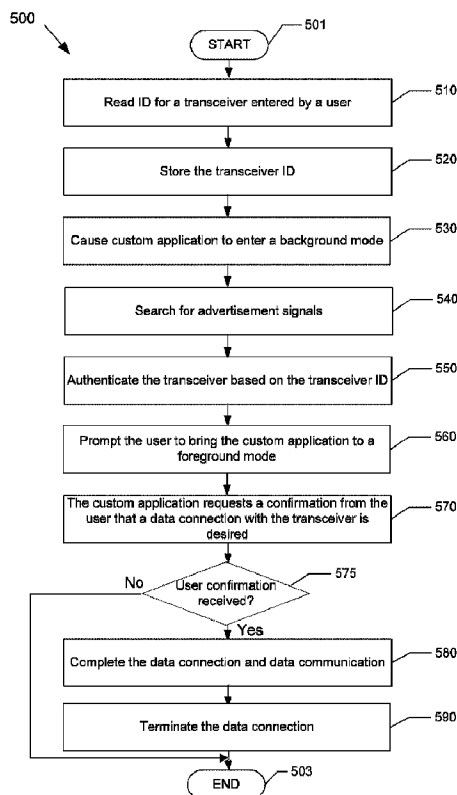 500
START
501
Read ID for a transceiver entered by a user
510
Store the transceiver ID
520
Cause custom application to enter a background mode
530
Search for advertisement signals
540
Authenticate the transceiver based on the transceiver ID
550
Prompt the user to bring the custom application to a
foreground mode
560
The custom application requests a confirmation from the
user that a data connection with the transceiver is
desired
570
User confirmation
received?
575
No
Yes
Complete the data connection and data communication
580
Terminate the data connection
590
END
503